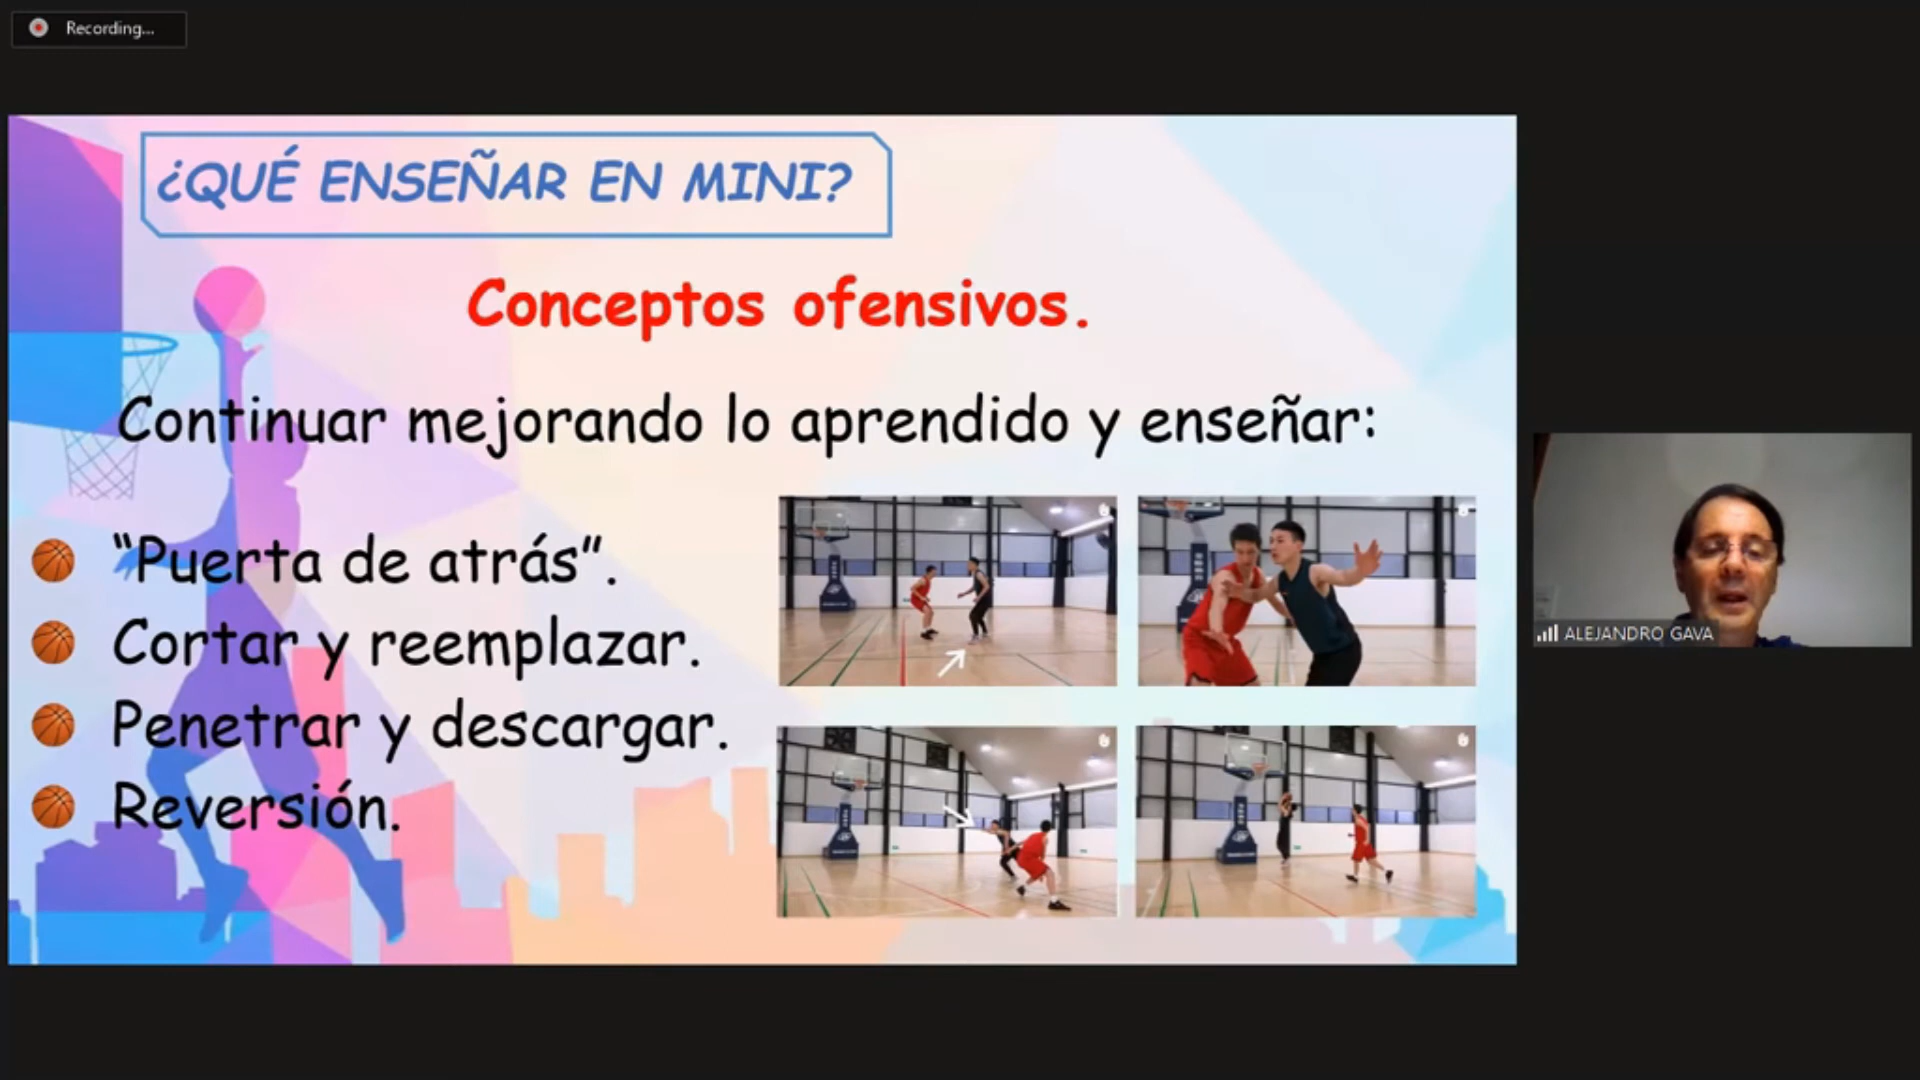 Recording...
¿QUÉ ENSEÑAR EN MINI?
Conceptos ofensivos.
Continuar mejorando lo aprendido y enseñar:
“Puerta de atrás”.
Cortar y reemplazar.
Penetrar y descargar.
Reversión.
ALEJANDRO GAVA